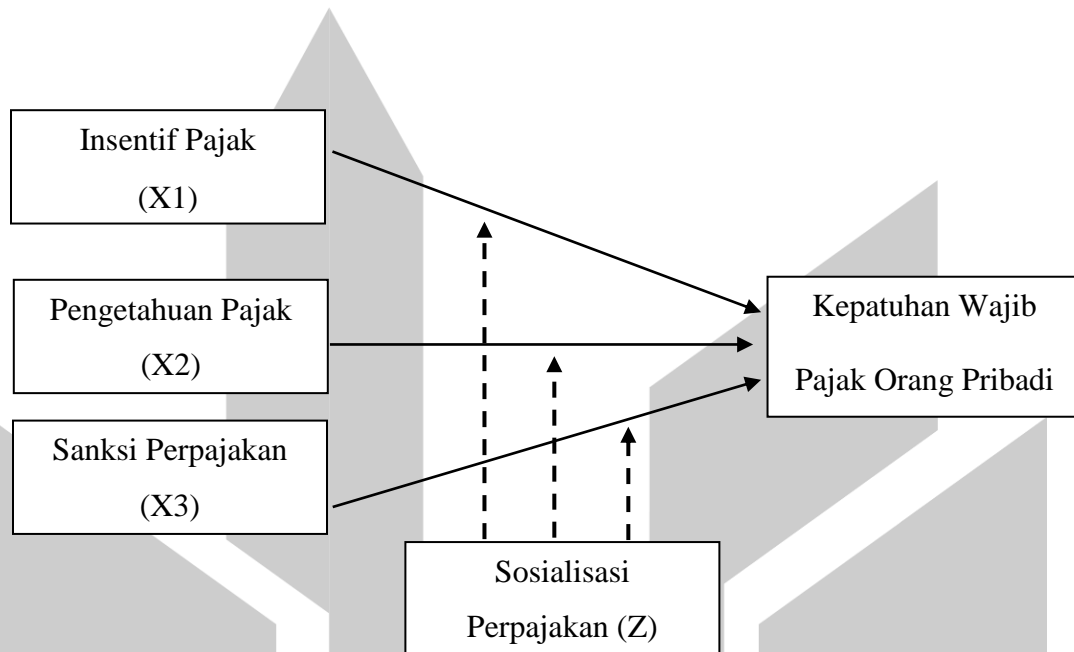 Insentif Pajak
(X1)
Pengetahuan Pajak
(X2)
Sanksi Perpajakan
(X3)
Kepatuhan Wajib
Pajak Orang Pribadi
Sosialisasi
Perpajakan (Z)